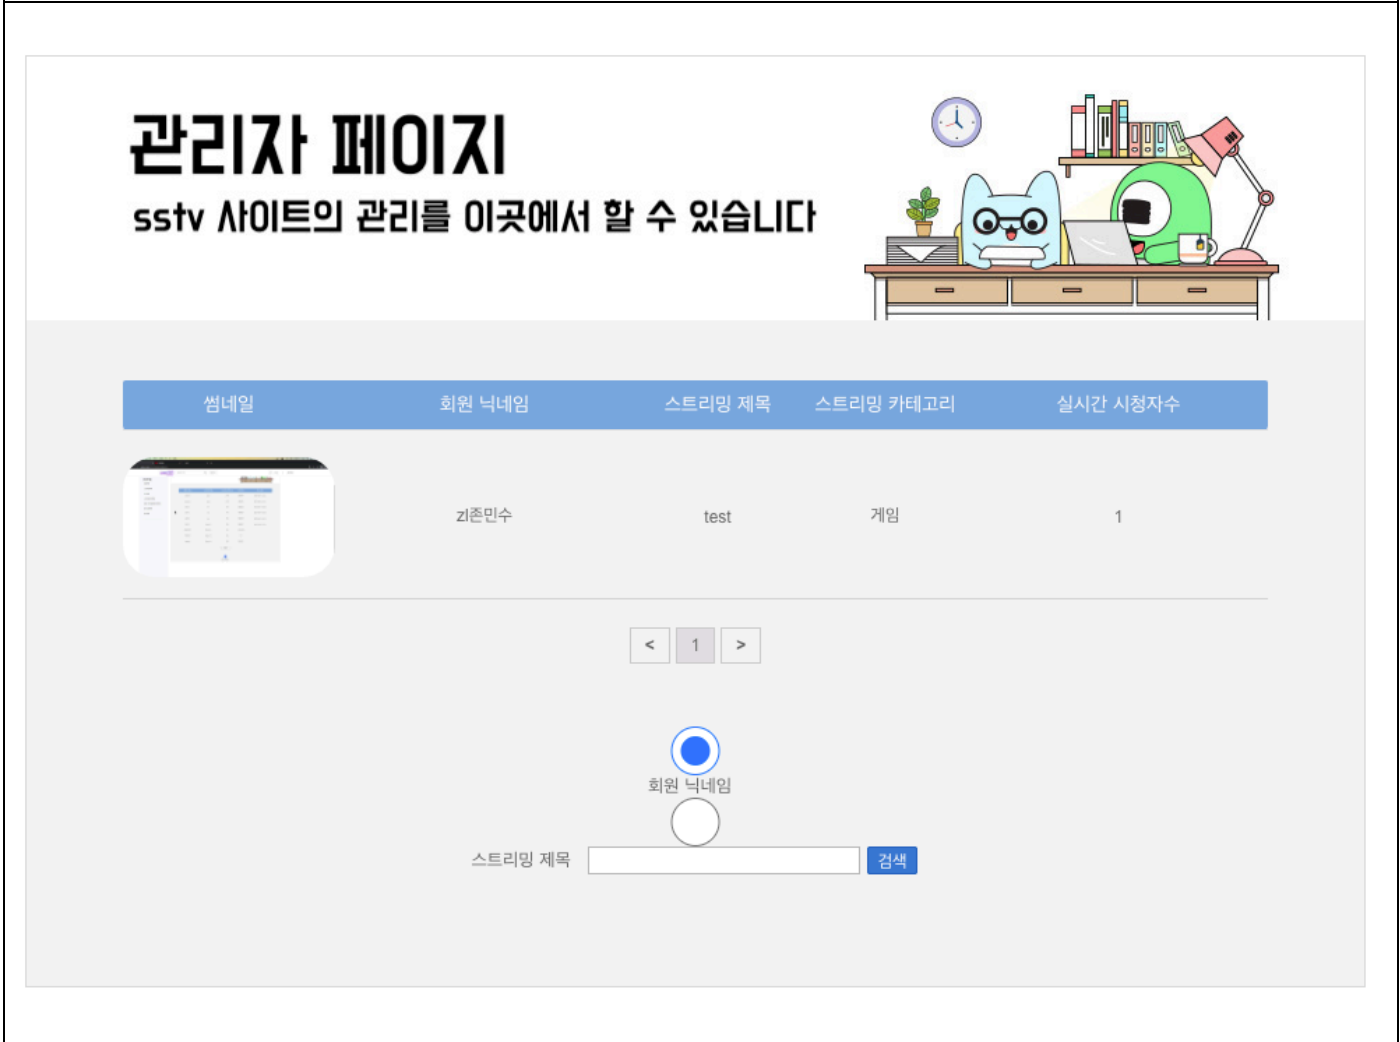 관리자 페이지
sstv 사이트의 관리를 이곳에서 할 수 있습니다
썸네일 회원 닉네임 스트리밍 제목 스트리밍 카테고리 실시간 시청자수
zl존민수 test 게임 1
< 1 >
회원 닉네임
스트리밍 제목 검색